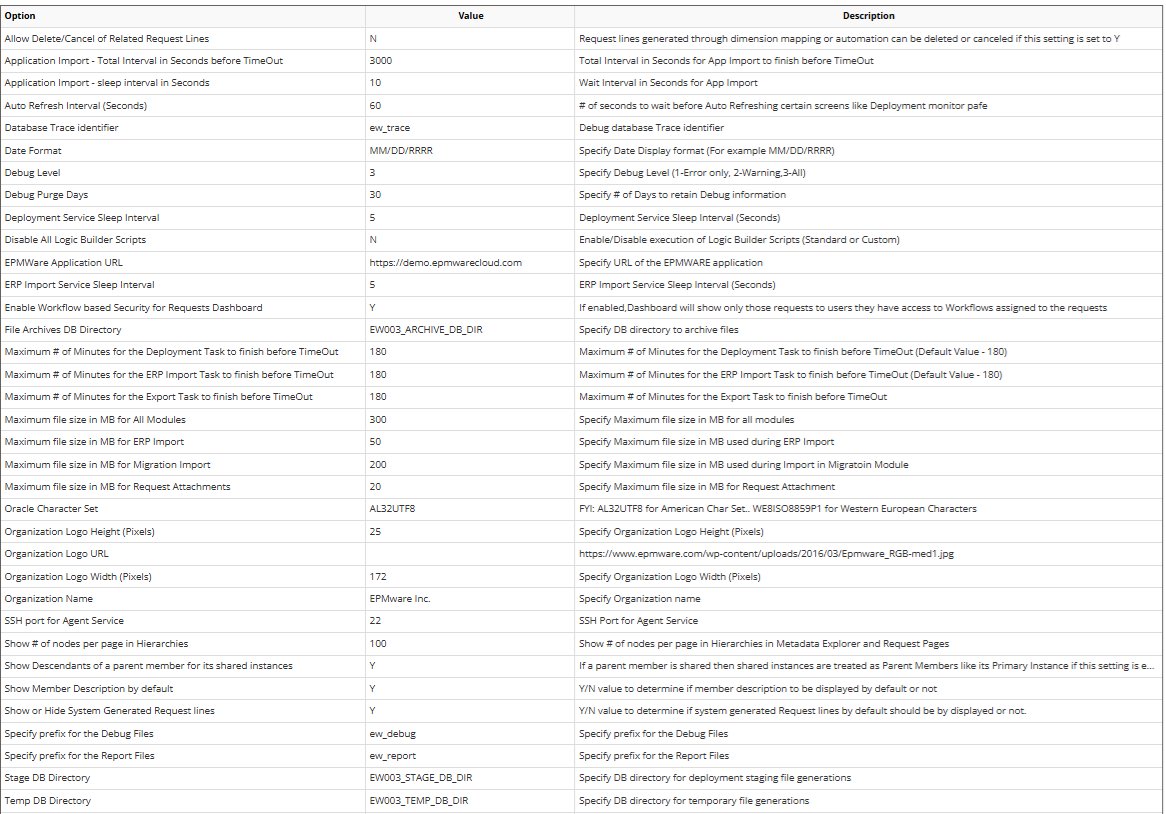 Option Value Description
Allow Delete/Cancel of Related Request Lines N Request lines generated through dimension mapping or automation can be deleted or canceled if this setting is set to Y
Application Import - Total Interval in Seconds before TimeOut 3000 Total Interval in Seconds for App Import to finish before TimeOut
Application Import - sleep interval in Seconds 10 Wait Interval in Seconds for App Import
Auto Refresh Interval (Seconds) 60 # of seconds to wait before Auto Refreshing certain screens like Deployment monitor pafe
Database Trace identifier ew_trace Debug database Trace identifier
Date Format MM/DD/RRRR Specify Date Display format (For example MM/DD/RRRR)
Debug Level 3 Specify Debug Level (1-Error only, 2-Warning,3-All)
Debug Purge Days 30 Specify # of Days to retain Debug information
Deployment Service Sleep Interval 5 Deployment Service Sleep Interval (Seconds)
Disable All Logic Builder Scripts N Enable/Disable execution of Logic Builder Scripts (Standard or Custom)
EPMWare Application URL https://demo.epmwarecloud.com Specify URL of the EPMWARE application
ERP Import Service Sleep Interval 5 ERP Import Service Sleep Interval (Seconds)
Enable Workflow based Security for Requests Dashboard Y If enabled,Dashboard will show only those requests to users they have access to Workflows assigned to the requests
File Archives DB Directory EW003_ARCHIVE_DB_DIR Specify DB directory to archive files
Maximum # of Minutes for the Deployment Task to finish before TimeOut 180 Maximum # of Minutes for the Deployment Task to finish before TimeOut (Default Value - 180)
Maximum # of Minutes for the ERP Import Task to finish before TimeOut 180 Maximum # of Minutes for the ERP Import Task to finish before TimeOut (Default Value - 180)
Maximum # of Minutes for the Export Task to finish before TimeOut 180 Maximum # of Minutes for the Export Task to finish before TimeOut
Maximum file size in MB for All Modules 300 Specify Maximum file size in MB for all modules
Maximum file size in MB for ERP Import 50 Specify Maximum file size in MB used during ERP Import
Maximum file size in MB for Migration Import 200 Specify Maximum file size in MB used during Import in Migratoin Module
Maximum file size in MB for Request Attachments 20 Specify Maximum file size in MB for Request Attachment
Oracle Character Set AL32UTF8 FYI: AL32UTF8 for American Char Set.. WE8ISO8859P1 for Western European Characters
Organization Logo Height (Pixels) 25 Specify Organization Logo Height (Pixels)
Organization Logo URL https://www.epmware.com/wp-content/uploads/2016/03/Epmware_RGB-med1.jpg
Organization Logo Width (Pixels) 172 Specify Organization Logo Width (Pixels)
Organization Name EPMware Inc. Specify Organization name
SSH port for Agent Service 22 SSH Port for Agent Service
Show # of nodes per page in Hierarchies 100 Show # of nodes per page in Hierarchies in Metadata Explorer and Request Pages
Show Descendants of a parent member for its shared instances Y If a parent member is shared then shared instances are treated as Parent Members like its Primary Instance if this setting is e...
Show Member Description by default Y Y/N value to determine if member description to be displayed by default or not
Show or Hide System Generated Request lines Y Y/N value to determine if system generated Request lines by default should be by displayed or not.
Specify prefix for the Debug Files ew_debug Specify prefix for the Debug Files
Specify prefix for the Report Files ew_report Specify prefix for the Report Files
Stage DB Directory EW003_STAGE_DB_DIR Specify DB directory for deployment staging file generations
Temp DB Directory EW003_TEMP_DB_DIR Specify DB directory for temporary file generations